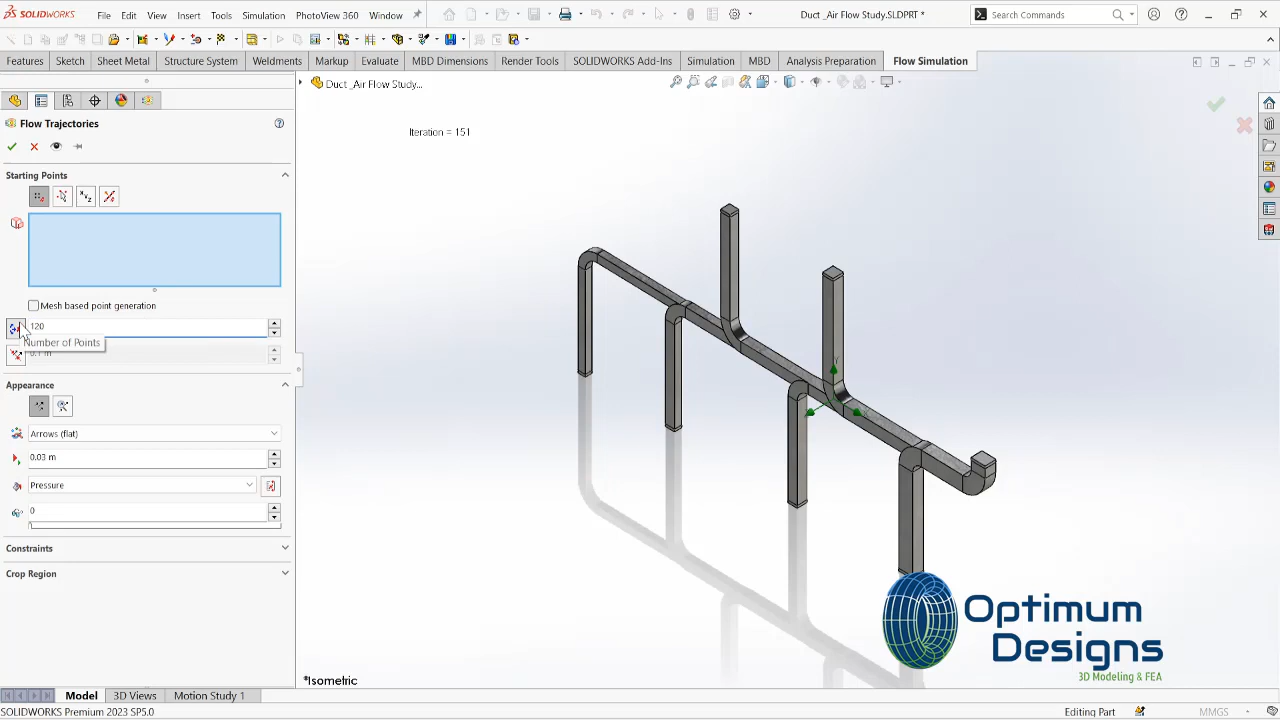 SOLIDWORKS File Edit View Insert Tools Simulation PhotoView 360 Window Duct _Air Flow Study.SLDPRT * Search Commands
Features Sketch Sheet Metal Structure System Weldments Markup Evaluate MBD Dimensions Render Tools SOLIDWORKS Add-Ins Simulation MBD Analysis Preparation Flow Simulation
Duct _Air Flow Study...
Flow Trajectories
Iteration = 151
Starting Points
Mesh based point generation
120
Number of Points
0.1 m
Appearance
Arrows (flat)
0.03 m
Pressure
0
Constraints
Crop Region
Y
Optimum
Designs
3D Modeling & FEA
*Isometric
Model 3D Views Motion Study 1
SOLIDWORKS Premium 2023 SP5.0 Editing Part MMGS